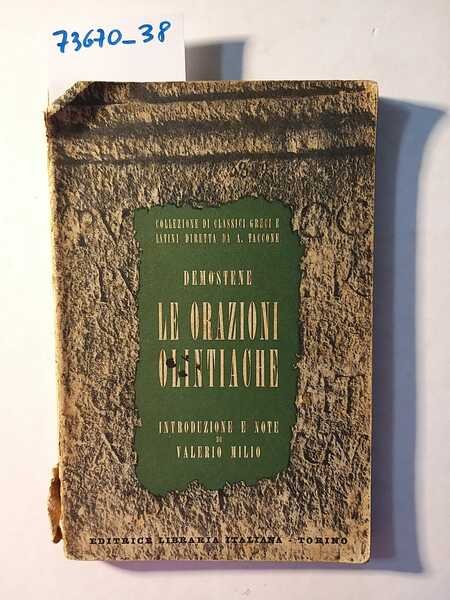 73670_38
COLLEZIONE DI CLASSICI GRECI E
LATINI DIRETTA DA A. TACCONE
DEMOSTENE
LE ORAZIONI
OLINTIACHE
INTRODUZIONE E NOTE
DI
VALERIO MILIO
EDITRICE LIBRARIA ITALIANA - TORINO